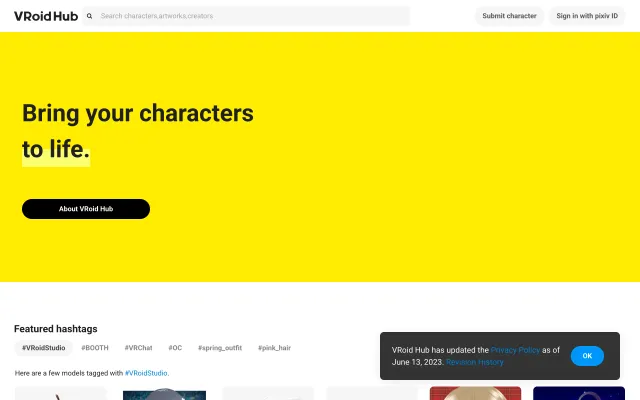 VRoid Hub
Search characters,artworks,creators
Submit character
Sign in with pixiv ID
Bring your characters
to life.
About VRoid Hub
Featured hashtags
#VRoidStudio #BOOTH #VRChat #OC #spring_outfit #pink_hair
Here are a few models tagged with #VRoidStudio.
VRoid Hub has updated the Privacy Policy as of
June 13, 2023. Revision History
OK